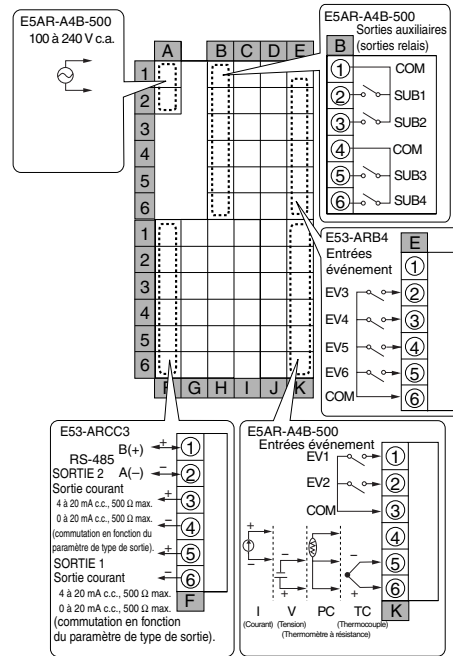 E5AR-A4B-500
100 à 240 V c.a.
A B C D E
1
2
3
4
5
6
1
2
3
4
5
6
F G H I J K
E5AR-A4B-500
Sorties auxiliaires
(sorties relais)
B
1 COM
2 SUB1
3 SUB2
4 COM
5 SUB3
6 SUB4
E53-ARB4
Entrées
événement
E
1
EV3 2
EV4 3
EV5 4
EV6 5
COM 6
E53-ARCC3
RS-485
B(+) + 1
A(−) − 2
SORTIE 2
Sortie courant
4 à 20 mA c.c., 500 Ω max.
0 à 20 mA c.c., 500 Ω max.
(commutation en fonction du
paramètre de type de sortie).
+ 3
− 4
SORTIE 1
Sortie courant
4 à 20 mA c.c., 500 Ω max.
0 à 20 mA c.c., 500 Ω max.
(commutation en fonction
du paramètre de type de sortie).
+ 5
− 6
F
E5AR-A4B-500
Entrées événement
EV1 1
EV2 2
COM 3
4
5
6
K
+ − − + − +
I V PC TC
(Courant) (Tension) (Thermocouple)
(Thermomètre à résistance)